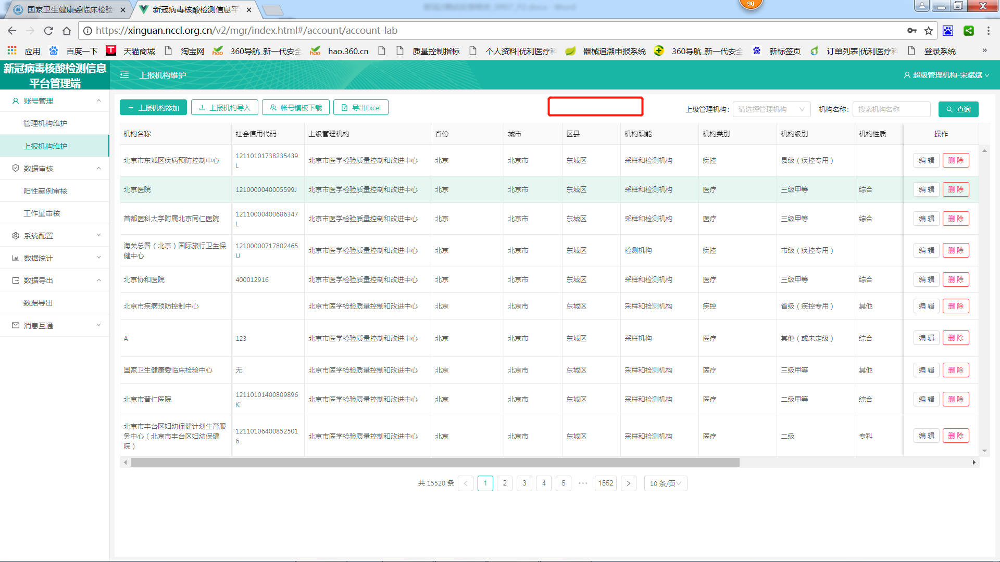 国家卫生健康委临床检验
新冠病毒核酸检测信息平
90
https://xinguan.nccl.org.cn/v2/mgr/index.html#/account/account-lab
应用 百度一下 天猫商城 淘宝网 360导航_新一代安全 hao.360.cn 质量控制指标 个人资料|优利医疗科 器械追溯申报系统 360导航_新一代安全 新标签页 订单列表|优利医疗科 登录系统 »
新冠病毒核酸检测信息
平台管理端
上报机构维护
超级管理机构-宋斌斌
账号管理
管理机构维护
上报机构维护
数据审核
阳性案例审核
工作量审核
系统配置
数据统计
数据导出
数据导出
消息互通
+ 上报机构添加 上报机构导入 帐号模板下载 导出Excel
上级管理机构: 请选择管理机构 机构名称: 搜索机构名称 查询
机构名称 社会信用代码 上级管理机构 省份 城市 区县 机构职能 机构类别 机构级别 机构性质 操作
北京市东城区疾病预防控制中心 12110101738235439L 北京市医学检验质量控制和改进中心 北京 北京市 东城区 采样和检测机构 疾控 县级（疾控专用） 编 辑 删 除
北京医院 1210000040005599J 北京市医学检验质量控制和改进中心 北京 北京市 东城区 采样和检测机构 医疗 三级甲等 综合 编 辑 删 除
首都医科大学附属北京同仁医院 12110000400686347L 北京市医学检验质量控制和改进中心 北京 北京市 东城区 采样和检测机构 医疗 三级甲等 综合 编 辑 删 除
海关总署（北京）国际旅行卫生保健中心 12100000717802465U 北京市医学检验质量控制和改进中心 北京 北京市 东城区 检测机构 疾控 市级（疾控专用） 编 辑 删 除
北京协和医院 400012916 北京市医学检验质量控制和改进中心 北京 北京市 东城区 采样和检测机构 医疗 三级甲等 综合 编 辑 删 除
北京市疾病预防控制中心 北京市医学检验质量控制和改进中心 北京 北京市 东城区 采样和检测机构 疾控 省级（疾控专用） 其他 编 辑 删 除
A 123 北京市医学检验质量控制和改进中心 北京 北京市 东城区 采样机构 医疗 其他（或未定级） 综合 编 辑 删 除
国家卫生健康委临床检验中心 无 北京市医学检验质量控制和改进中心 北京 北京市 东城区 采样和检测机构 医疗 三级甲等 其他 编 辑 删 除
北京市普仁医院 12110101400809896K 北京市医学检验质量控制和改进中心 北京 北京市 东城区 采样和检测机构 医疗 二级甲等 综合 编 辑 删 除
北京市丰台区妇幼保健计划生育服务中心（北京市丰台区妇幼保健院） 121101064008525016 北京市医学检验质量控制和改进中心 北京 北京市 东城区 采样和检测机构 医疗 二级 专科 编 辑 删 除
共 15520 条 < 1 2 3 4 5 ••• 1552 > 10 条/页